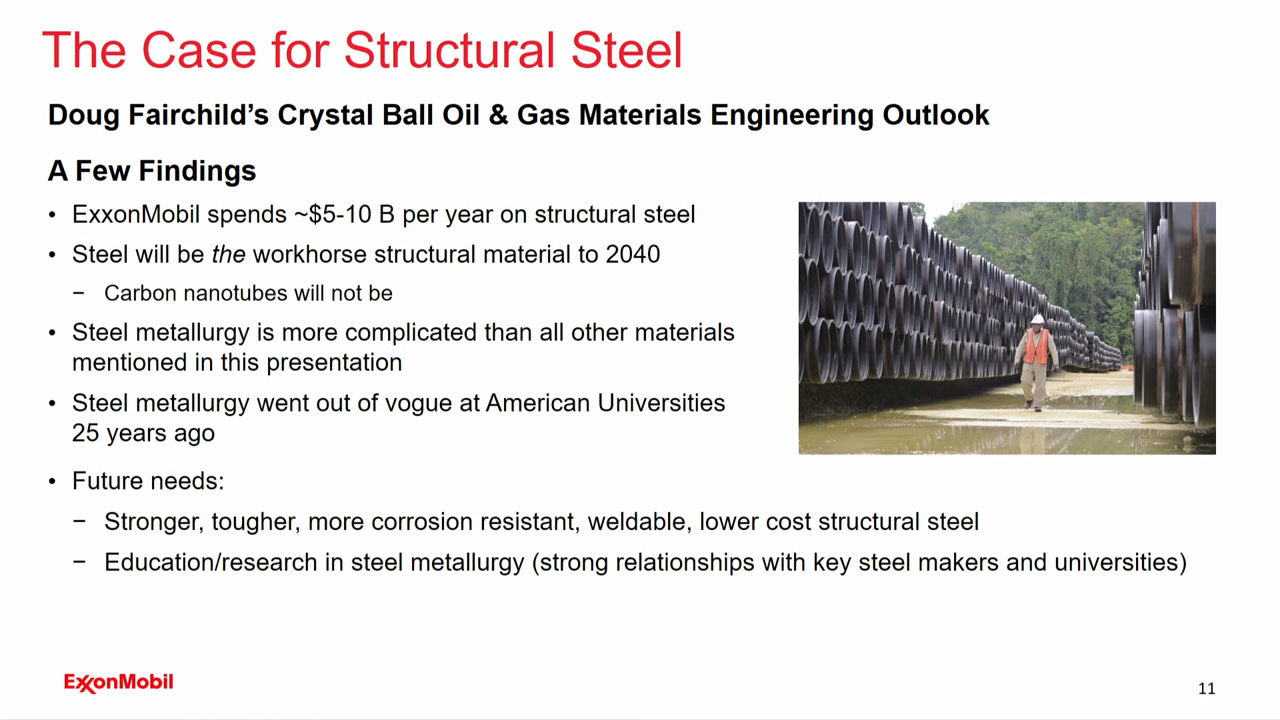 The Case for Structural Steel
Doug Fairchild’s Crystal Ball Oil & Gas Materials Engineering Outlook
A Few Findings
• ExxonMobil spends ~$5-10 B per year on structural steel
• Steel will be the workhorse structural material to 2040
− Carbon nanotubes will not be
• Steel metallurgy is more complicated than all other materials
mentioned in this presentation
• Steel metallurgy went out of vogue at American Universities
25 years ago
• Future needs:
− Stronger, tougher, more corrosion resistant, weldable, lower cost structural steel
− Education/research in steel metallurgy (strong relationships with key steel makers and universities)
ExxonMobil
11